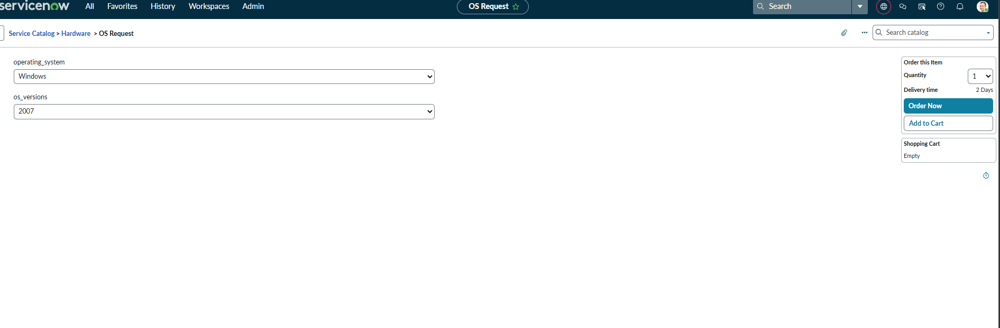 servicenow All Favorites History Workspaces Admin OS Request Search
Service Catalog > Hardware > OS Request Search catalog
operating_system
Windows
os_versions
2007
Order this Item
Quantity 1
Delivery time 2 Days
Order Now
Add to Cart
Shopping Cart
Empty